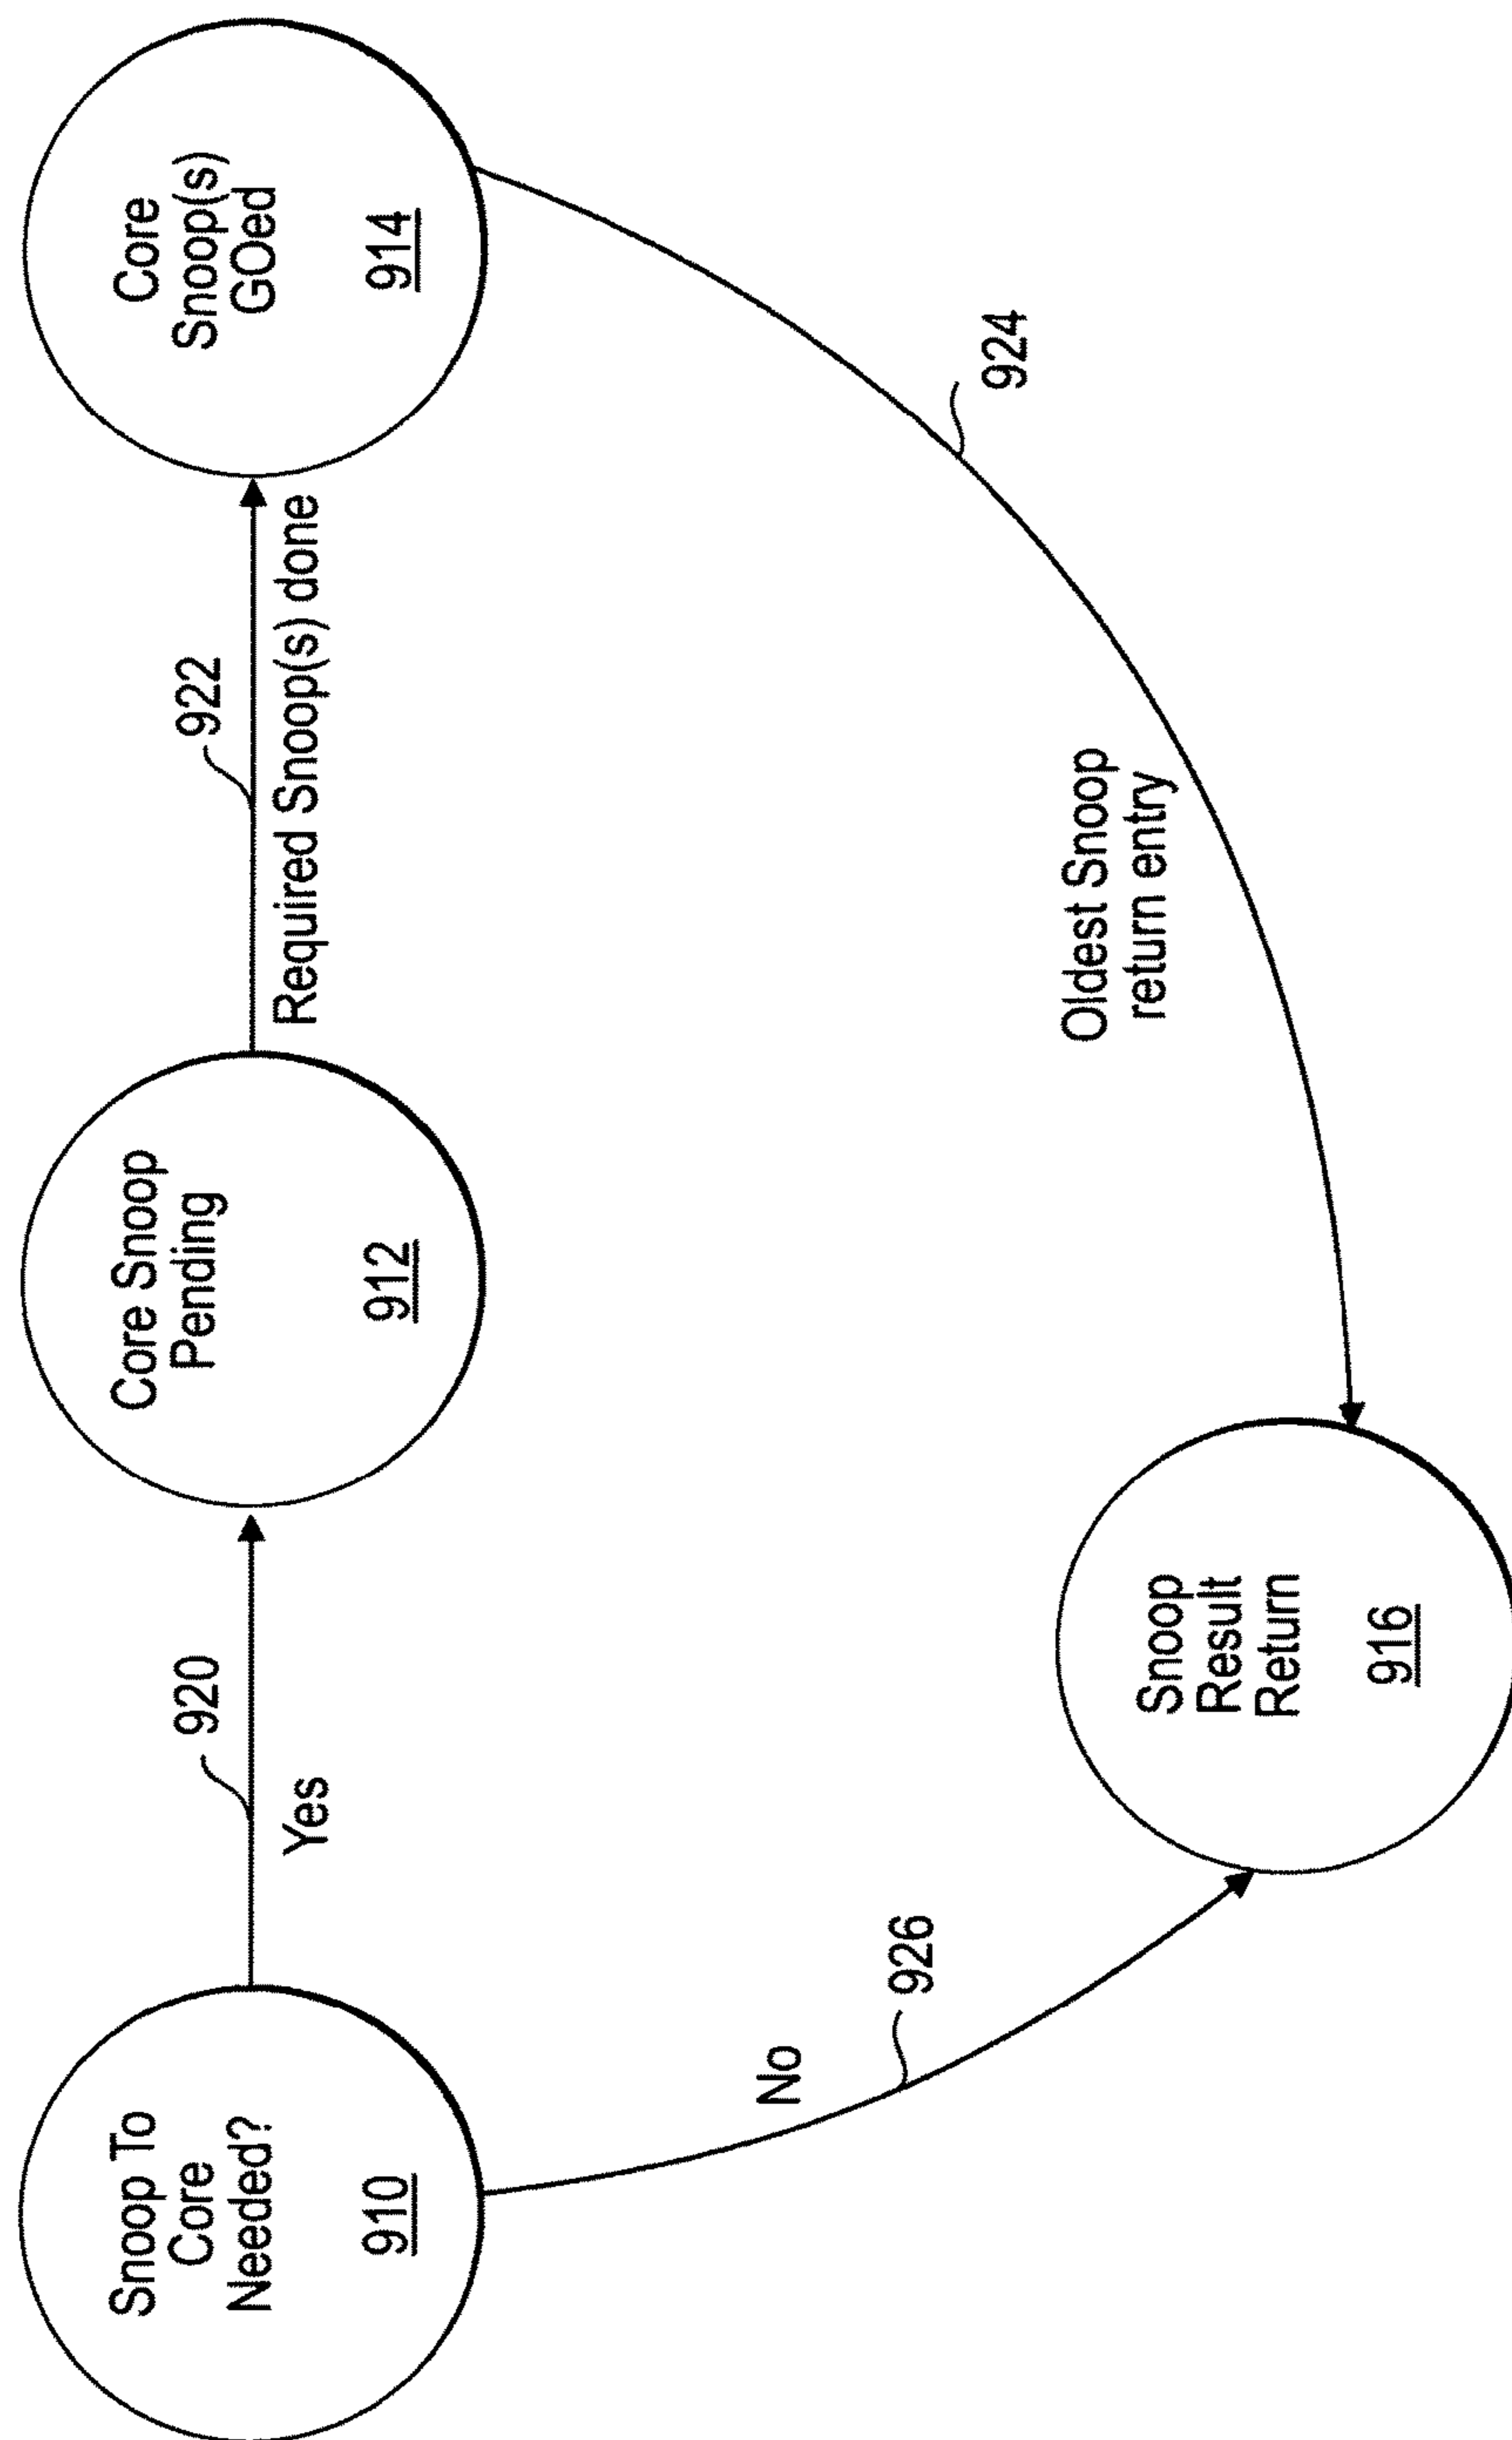 Snoop To
Core
Needed?
910
920
Yes
Core Snoop
Pending
912
922
Required Snoop(s) done
Core
Snoop(s)
GOed
914
924
Oldest Snoop
return entry
No
926
Snoop
Result
Return
916